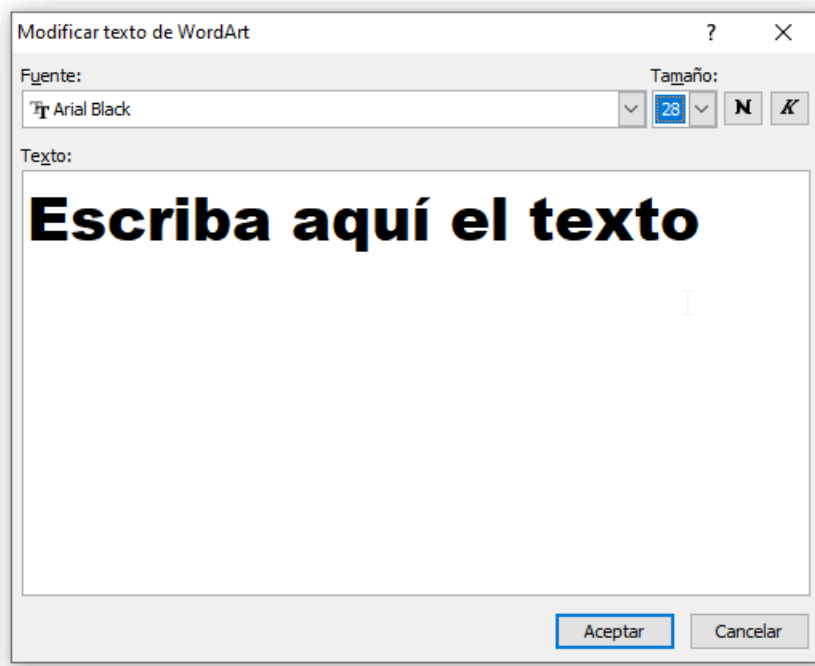 Modificar texto de WordArt ?
Fuente: Tamaño:
Arial Black 28 N K
Texto:
Escriba aquí el texto
Aceptar Cancelar